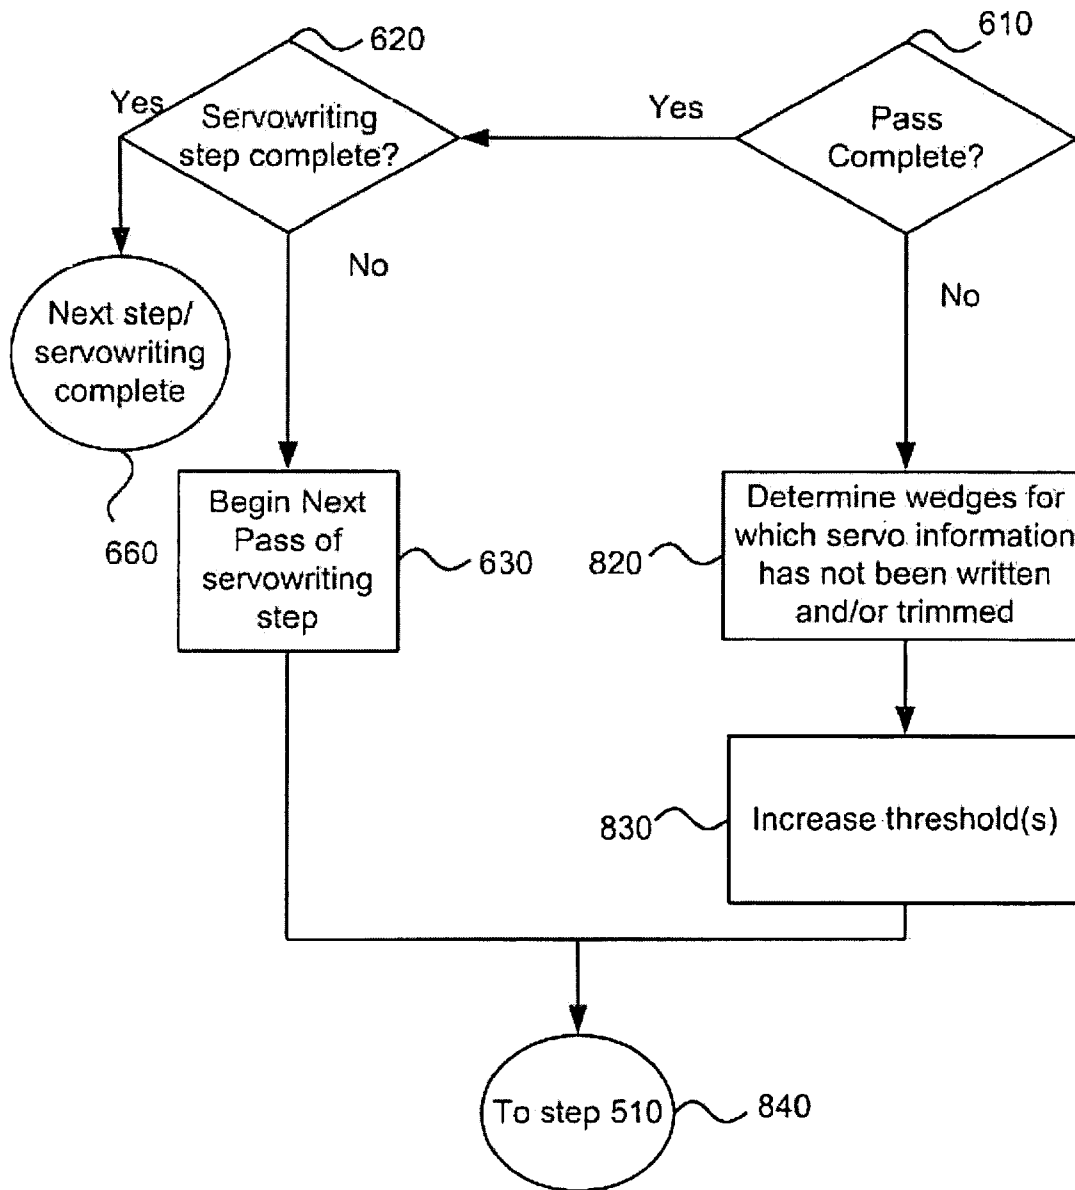 620
610
Yes
Servowriting
step complete?
Yes
Pass
Complete?
No
No
Next step/
servowriting
complete
660
Begin Next
Pass of
servowriting
step
630
820
Determine wedges for
which servo information
has not been written
and/or trimmed
830
Increase threshold(s)
To step 510
840